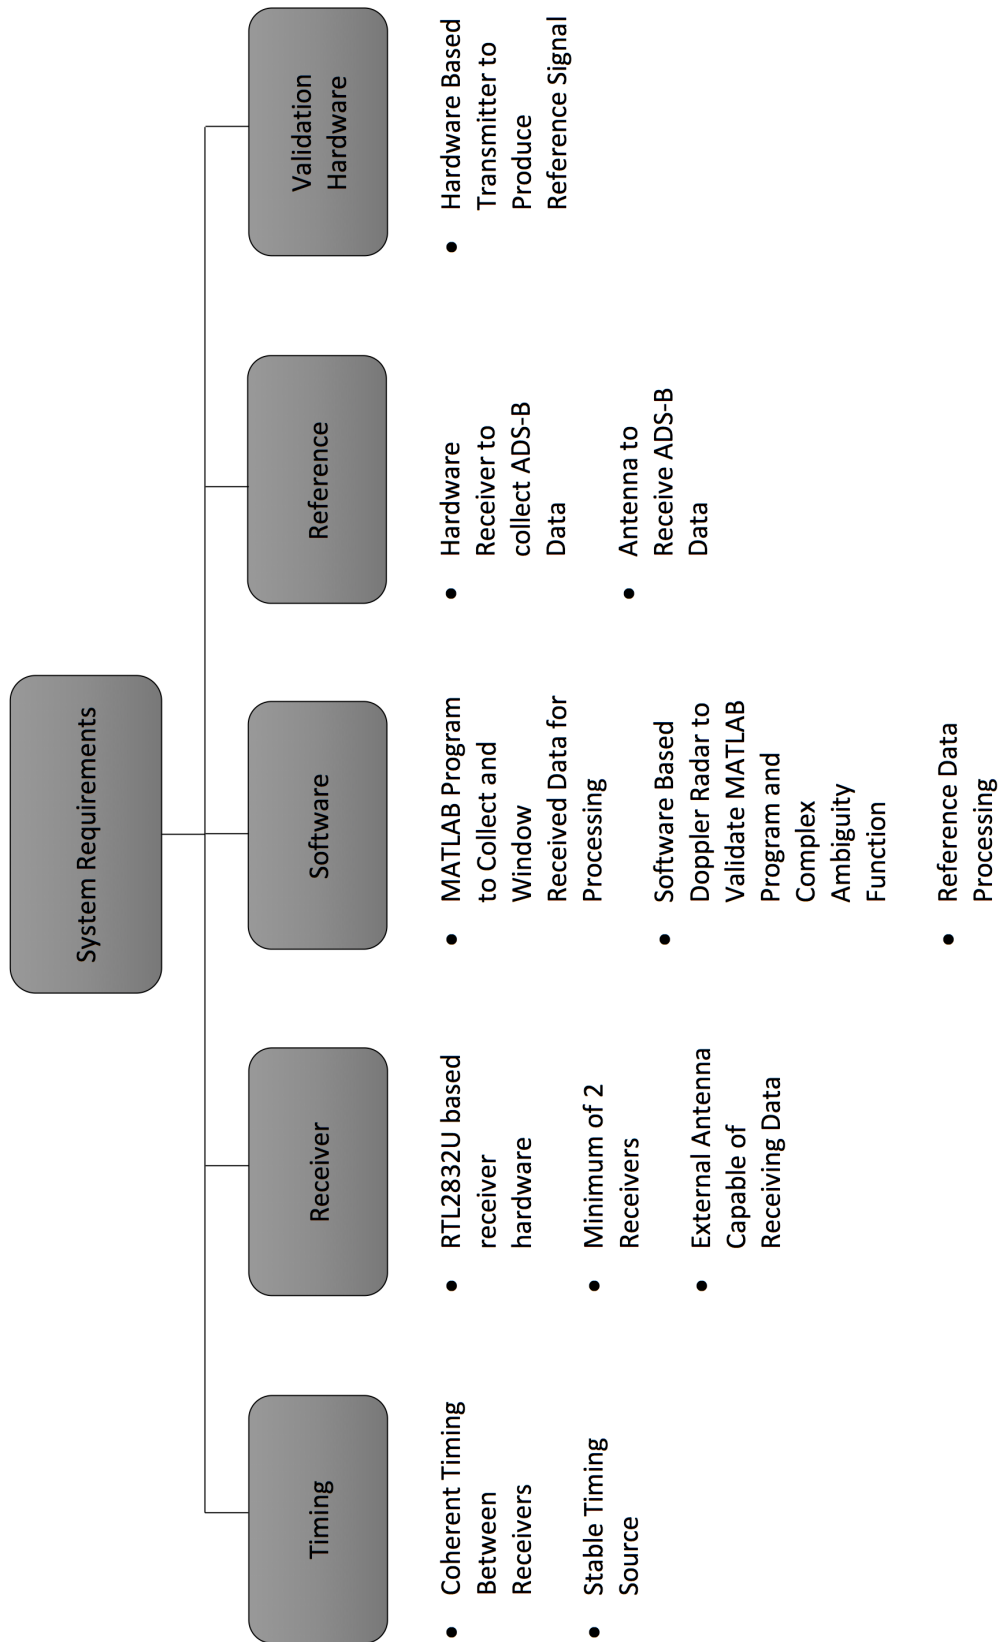 System Requirements
Timing
• Coherent Timing
Between
Receivers
• Stable Timing
Source
Receiver
• RTL2832U based
receiver
hardware
• Minimum of 2
Receivers
• External Antenna
Capable of
Receiving Data
Software
• MATLAB Program
to Collect and
Window
Received Data for
Processing
• Software Based
Doppler Radar to
Validate MATLAB
Program and
Complex
Ambiguity
Function
• Reference Data
Processing
Reference
• Hardware
Receiver to
collect ADS-B
Data
• Antenna to
Receive ADS-B
Data
Validation
Hardware
• Hardware Based
Transmitter to
Produce
Reference Signal